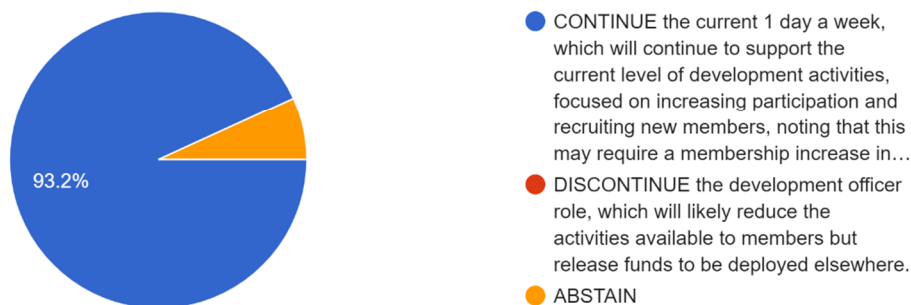 CONTINUE the current 1 day a week,
which will continue to support the
current level of development activities,
focused on increasing participation and
recruiting new members, noting that this
may require a membership increase in…
93.2%
DISCONTINUE the development officer
role, which will likely reduce the
activities available to members but
release funds to be deployed elsewhere.
ABSTAIN